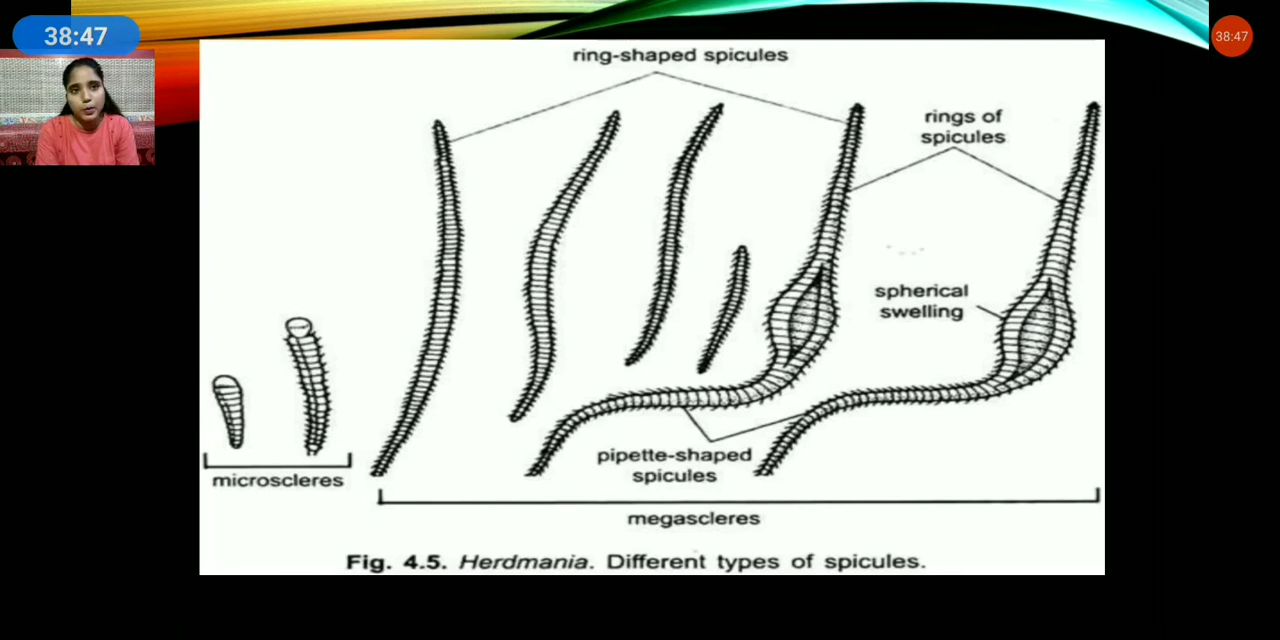 38:47
38:47
ring-shaped spicules
rings of
spicules
spherical
swelling
pipette-shaped
spicules
microscleres
megascleres
Fig. 4.5. Herdmania. Different types of spicules.